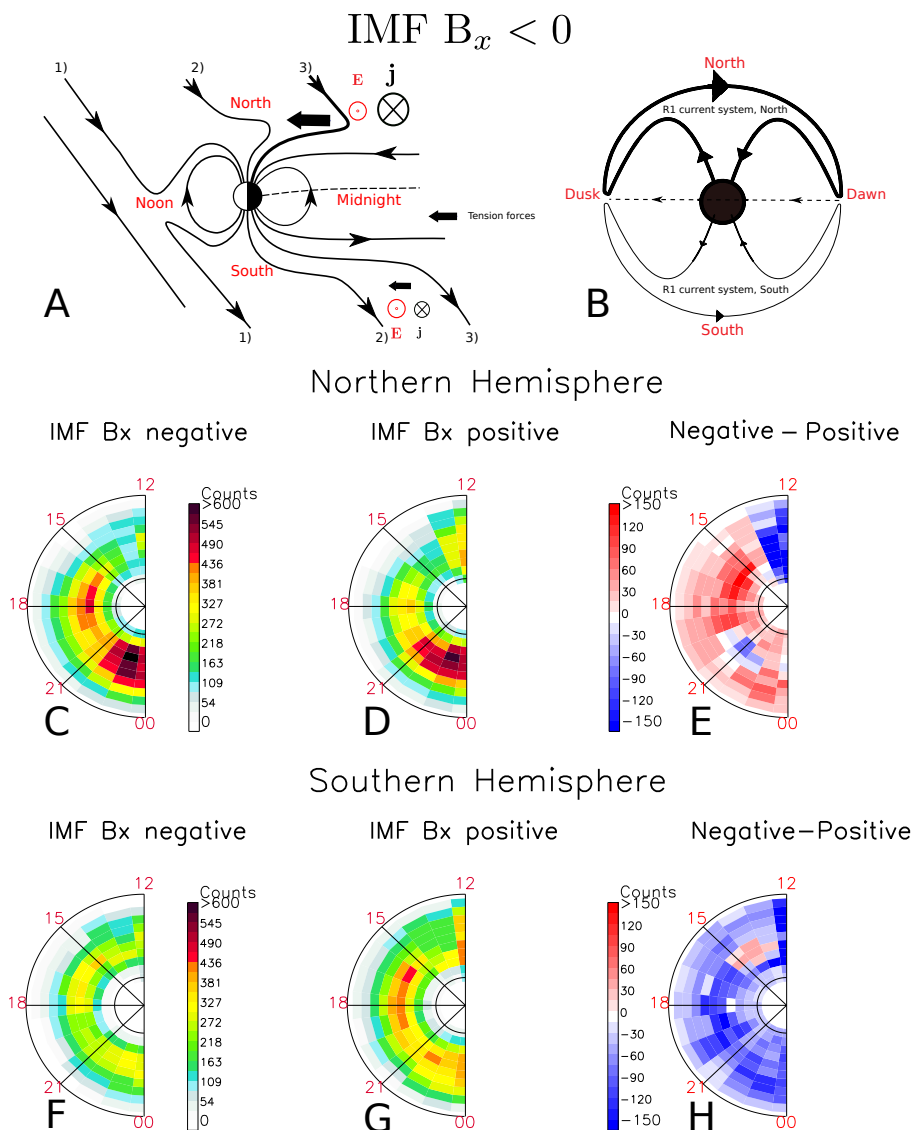 IMF Bx < 0
1)
2)
3)
E
j
North
Noon
Midnight
Tension forces
South
A
E
j
1)
2)
3)
North
R1 current system, North
Dusk
Dawn
R1 current system, South
B
South
Northern Hemisphere
IMF Bx negative
IMF Bx positive
Negative – Positive
12
15
18
21
00
C
Counts
>600
545
490
436
381
327
272
218
163
109
54
0
12
15
18
21
00
D
Counts
>150
120
90
60
30
0
−30
−60
−90
−120
−150
12
15
18
21
00
E
Southern Hemisphere
IMF Bx negative
IMF Bx positive
Negative–Positive
12
15
18
21
00
F
Counts
>600
545
490
436
381
327
272
218
163
109
54
0
12
15
18
21
00
G
Counts
>150
120
90
60
30
0
−30
−60
−90
−120
−150
12
15
18
21
00
H